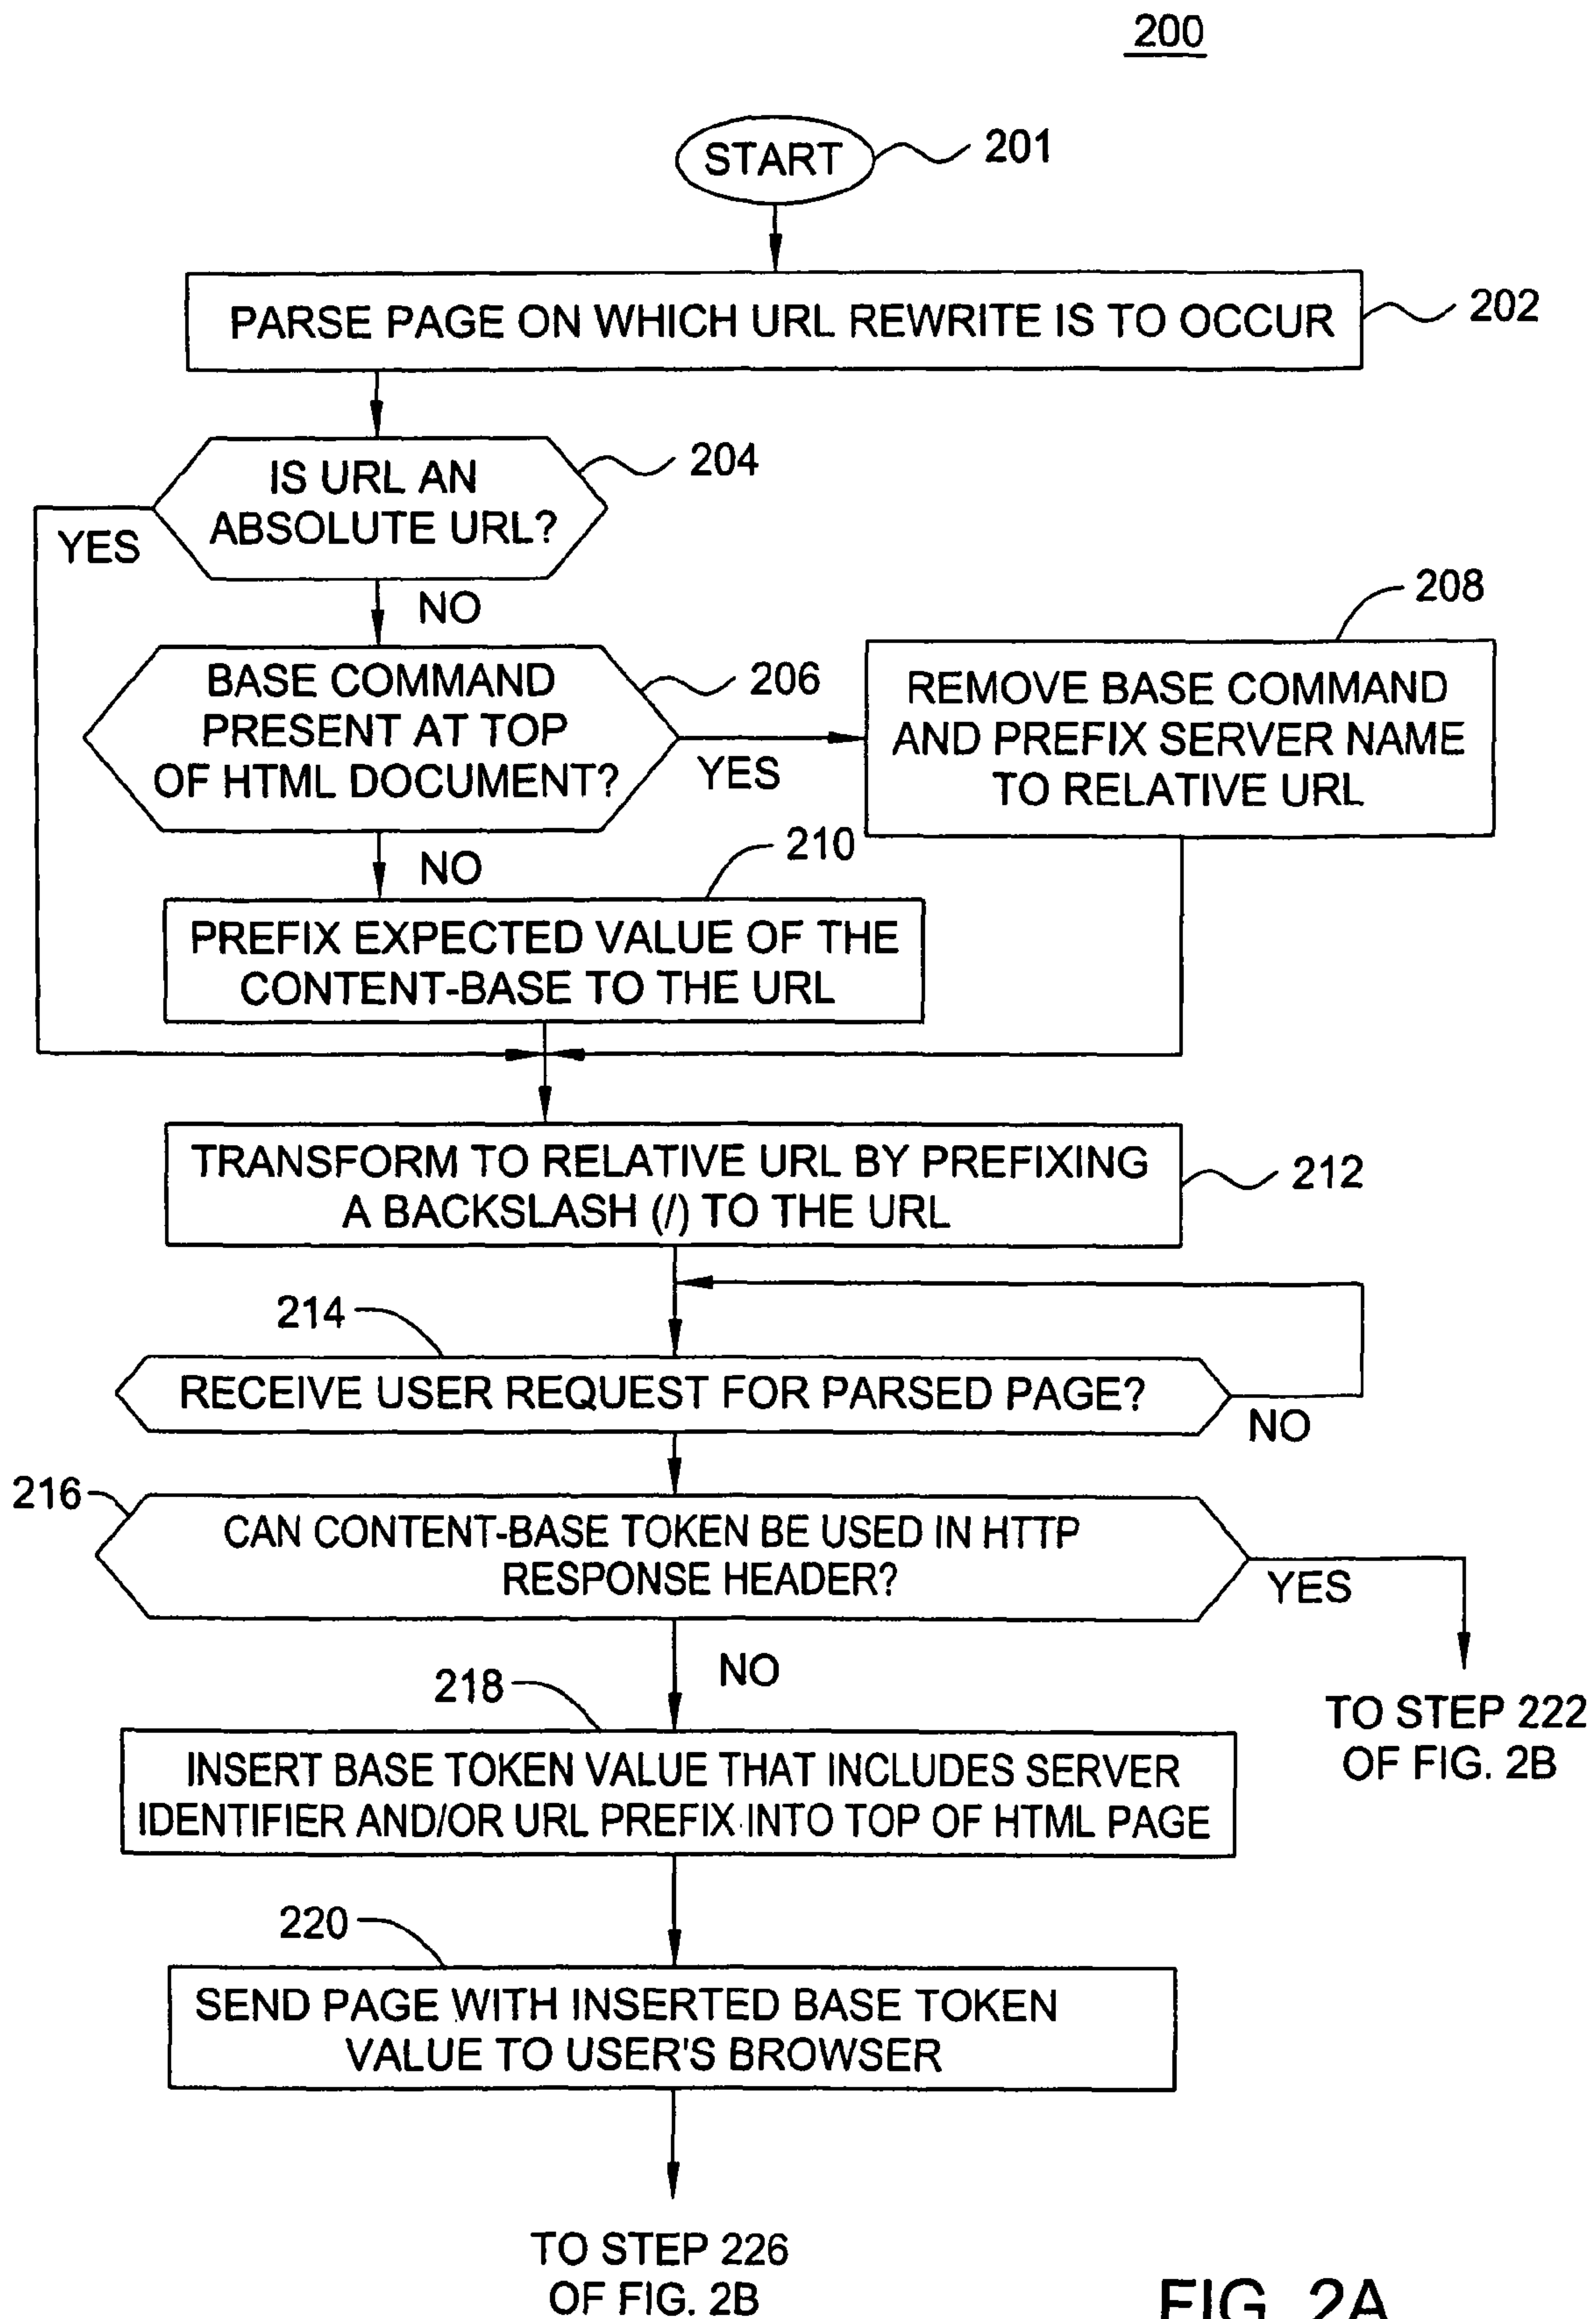 200
START
201
PARSE PAGE ON WHICH URL REWRITE IS TO OCCUR
202
IS URL AN
ABSOLUTE URL?
204
YES
NO
BASE COMMAND
PRESENT AT TOP
OF HTML DOCUMENT?
206
YES
208
REMOVE BASE COMMAND
AND PREFIX SERVER NAME
TO RELATIVE URL
NO
210
PREFIX EXPECTED VALUE OF THE
CONTENT-BASE TO THE URL
TRANSFORM TO RELATIVE URL BY PREFIXING
A BACKSLASH (/) TO THE URL
212
214
RECEIVE USER REQUEST FOR PARSED PAGE?
NO
216
CAN CONTENT-BASE TOKEN BE USED IN HTTP
RESPONSE HEADER?
YES
NO
TO STEP 222
OF FIG. 2B
218
INSERT BASE TOKEN VALUE THAT INCLUDES SERVER
IDENTIFIER AND/OR URL PREFIX INTO TOP OF HTML PAGE
220
SEND PAGE WITH INSERTED BASE TOKEN
VALUE TO USER'S BROWSER
TO STEP 226
OF FIG. 2B
FIG. 2A